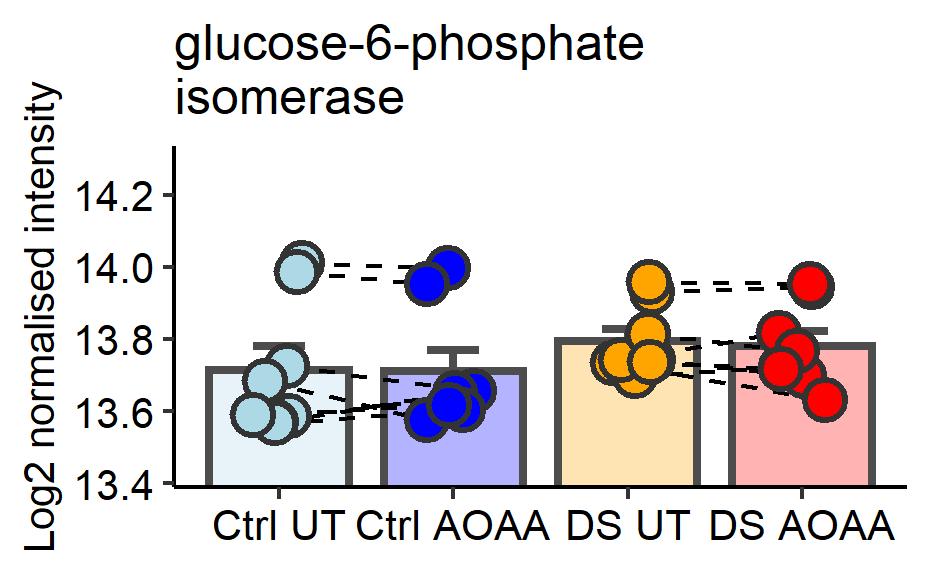 glucose-6-phosphate
isomerase
Log2 normalised intensity
14.2
14.0
13.8
13.6
13.4
Ctrl UT Ctrl AOAA DS UT DS AOAA